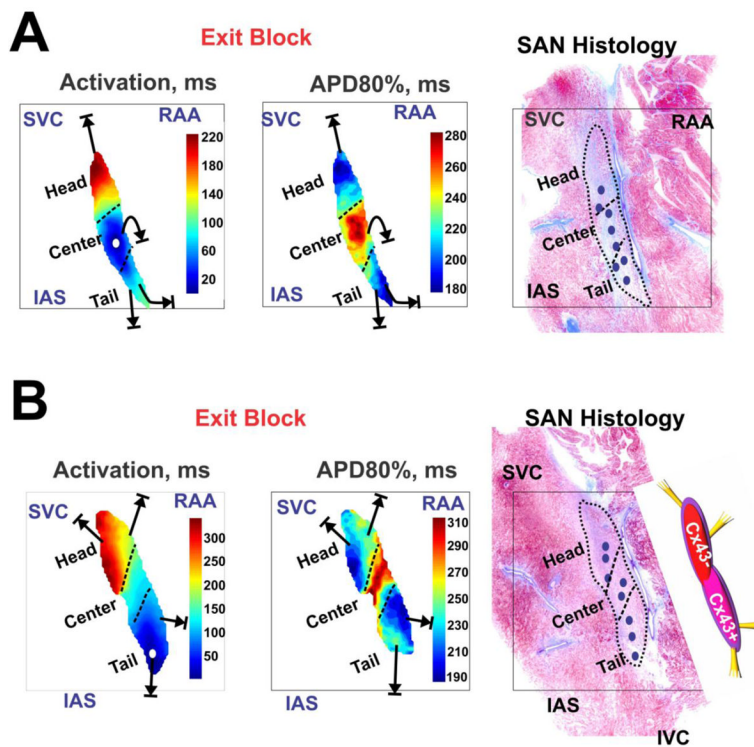 A
Exit Block
SAN Histology
Activation, ms
APD80%, ms
SVC
RAA
220
180
140
100
60
20
Head
Center
Tail
IAS
SVC
RAA
280
260
240
220
200
180
Head
Center
Tail
IAS
SVC
RAA
Head
Center
Tail
IAS
B
Exit Block
SAN Histology
Activation, ms
APD80%, ms
SVC
RAA
300
250
200
150
100
50
Head
Center
Tail
IAS
SVC
RAA
310
290
270
250
230
210
190
Head
Center
Tail
IAS
SVC
Head
Center
Tail
IAS
IVC
Cx43-
Cx43+